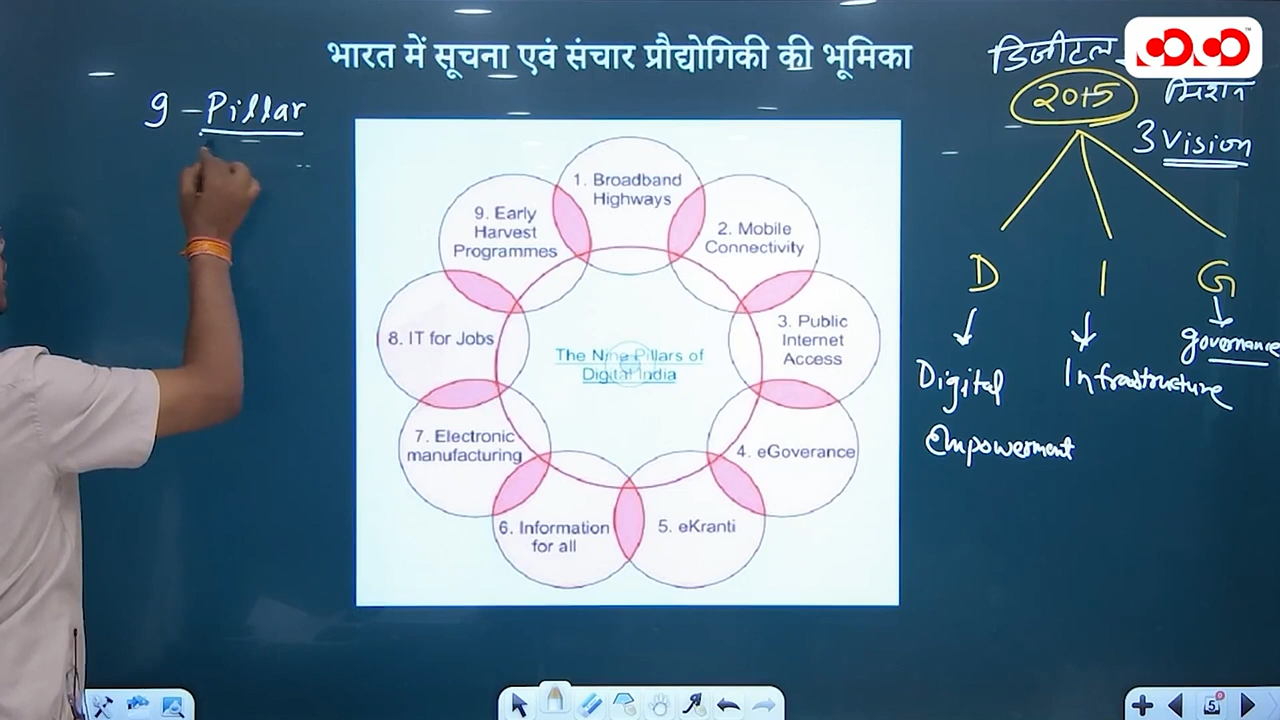 भारत में सूचना एवं संचार प्रौद्योगिकी की भूमिका
9 - Pillar
1. Broadband
Highways
2. Mobile
Connectivity
3. Public
Internet
Access
4. eGoverance
5. eKranti
6. Information
for all
7. Electronic
manufacturing
8. IT for Jobs
9. Early
Harvest
Programmes
The Nine Pillars of
Digital India
डिजीटल
मिशन
2015
3 Vision
D I G
Digital
Empowerment
Infrastructure
governance
5